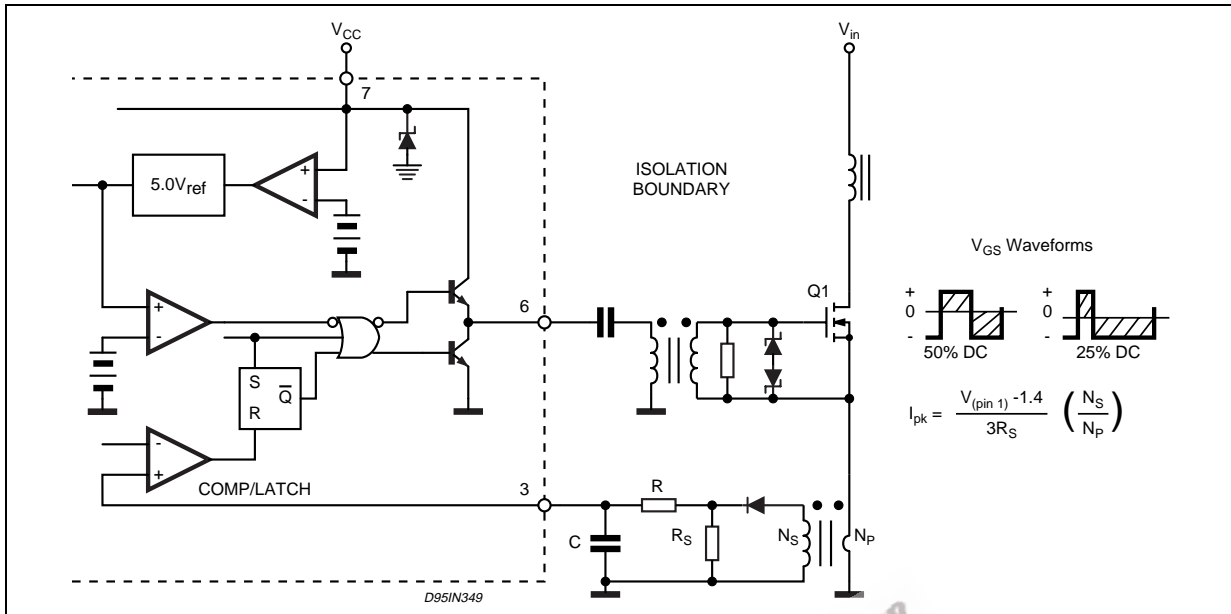 V_CC
V_in
7
5.0V_ref
+
-
ISOLATION
BOUNDARY
V_GS Waveforms
+
0
-
50% DC
+
0
-
25% DC
Q1
6
+
-
S
R
Q̅
I_pk = V_(pin 1) -1.4 / 3R_S (N_S / N_P)
-
+
COMP/LATCH
3
R
C
R_S
N_S
N_P
D95IN349